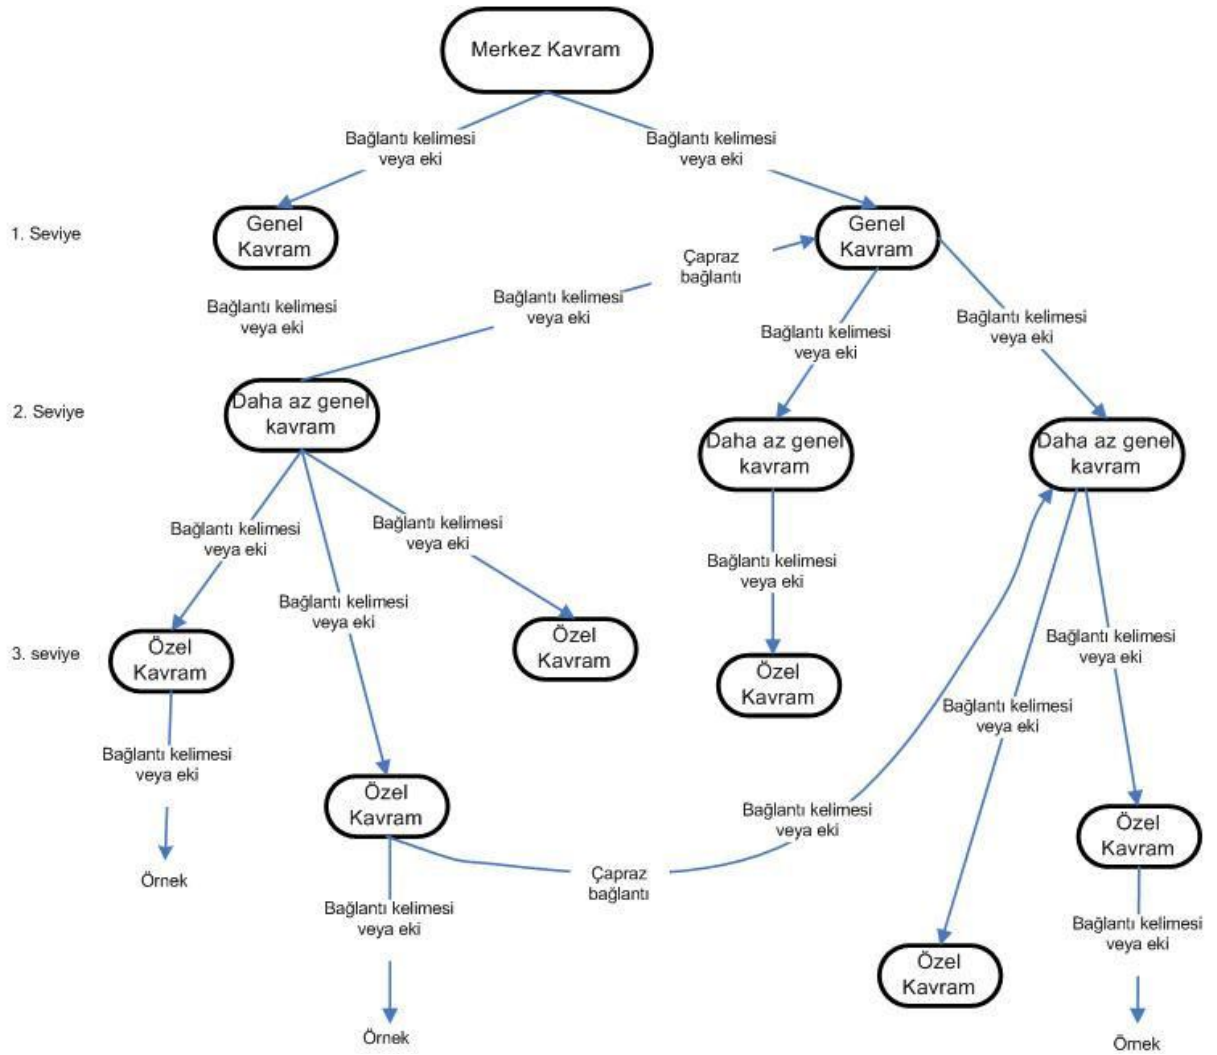 Merkez Kavram
Bağlantı kelimesi
veya eki
Bağlantı kelimesi
veya eki
1. Seviye
Genel
Kavram
Genel
Kavram
Çapraz
bağlantı
Bağlantı kelimesi
veya eki
Bağlantı kelimesi
veya eki
Bağlantı kelimesi
veya eki
Bağlantı kelimesi
veya eki
2. Seviye
Daha az genel
kavram
Daha az genel
kavram
Daha az genel
kavram
Bağlantı kelimesi
veya eki
Bağlantı kelimesi
veya eki
Bağlantı kelimesi
veya eki
Bağlantı kelimesi
veya eki
3. seviye
Özel
Kavram
Özel
Kavram
Özel
Kavram
Bağlantı kelimesi
veya eki
Bağlantı kelimesi
veya eki
Bağlantı kelimesi
veya eki
Özel
Kavram
Bağlantı kelimesi
veya eki
Özel
Kavram
Örnek
Çapraz
bağlantı
Bağlantı kelimesi
veya eki
Bağlantı kelimesi
veya eki
Özel
Kavram
Örnek
Örnek